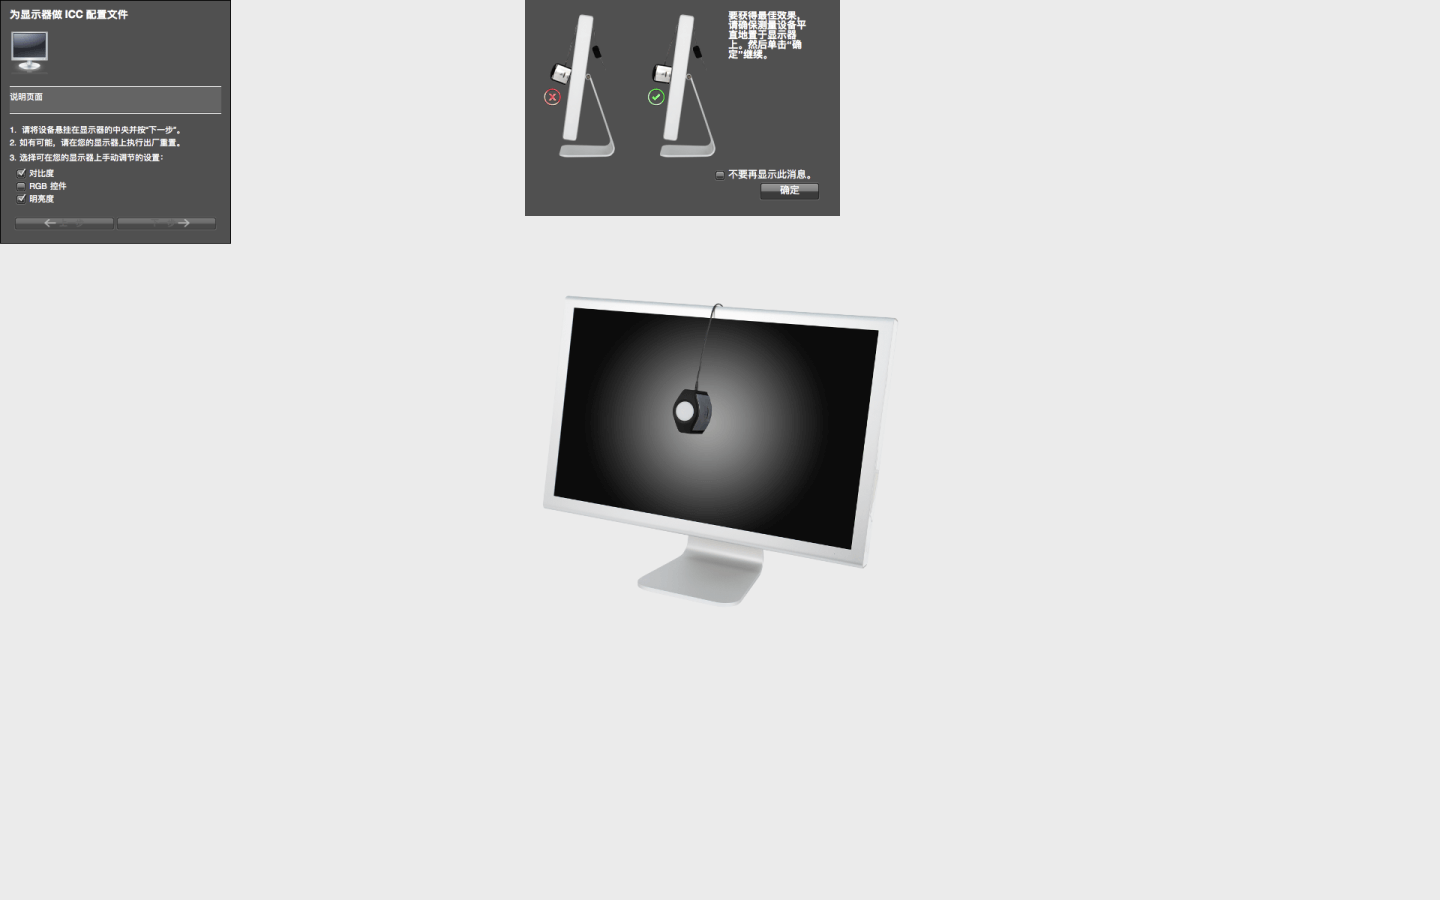 为显示器做 ICC 配置文件
说明页面
1. 请将设备悬挂在显示器的中央并按“下一步”。
2. 如有可能，请在您的显示器上执行出厂重置。
3. 选择可在您的显示器上手动调节的设置：
对比度
RGB 控件
明亮度
要获得最佳效果，
请确保测量设备平
直地置于显示器
上。然后单击“确
定”继续。
不要再显示此消息。
确定